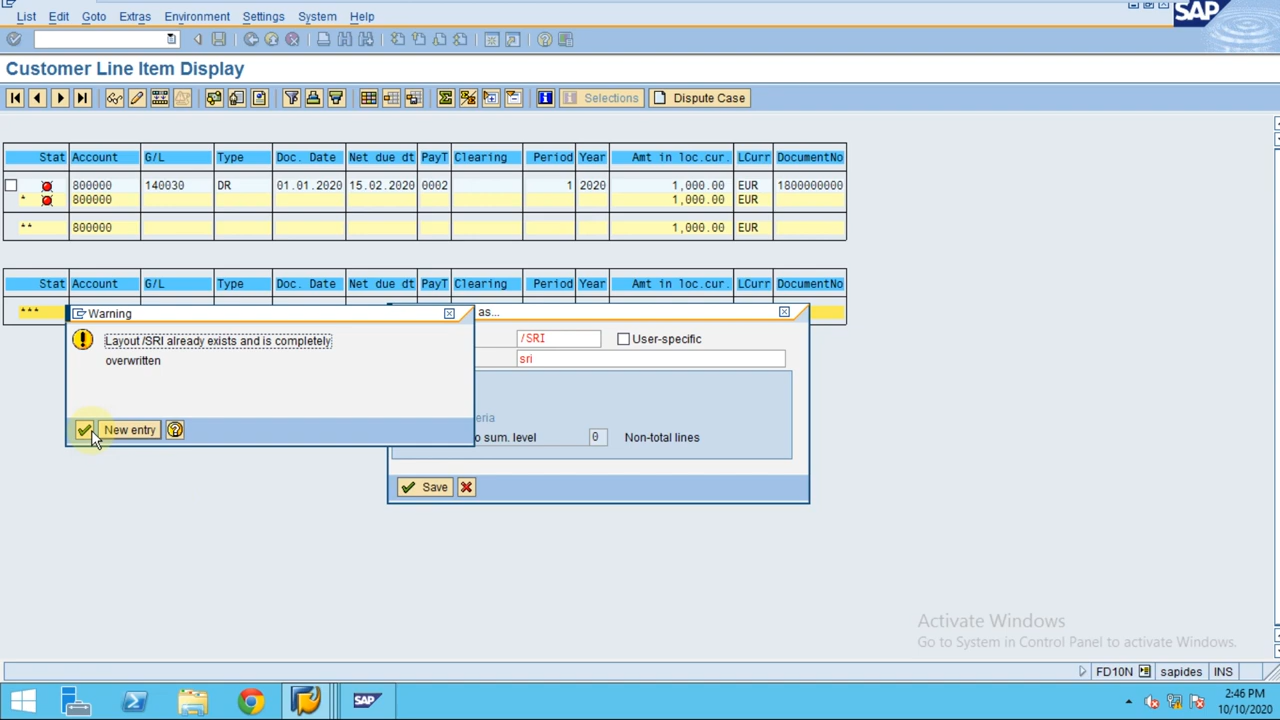 List Edit Goto Extras Environment Settings System Help
SAP
Customer Line Item Display
Selections Dispute Case
Stat Account G/L Type Doc. Date Net due dt PayT Clearing Period Year Amt in loc.cur. LCurr DocumentNo
800000 140030 DR 01.01.2020 15.02.2020 0002 1 2020 1,000.00 EUR 1800000000
* 800000 1,000.00 EUR
** 800000 1,000.00 EUR
Stat Account G/L Type Doc. Date Net due dt PayT Clearing Period Year Amt in loc.cur. LCurr DocumentNo
***
Warning
Layout /SRI already exists and is completely
overwritten
New entry
as...
/SRI User-specific
sri
eria
o sum. level 0 Non-total lines
Save
Activate Windows
Go to System in Control Panel to activate Windows.
FD10N sapides INS
SAP
2:46 PM
10/10/2020